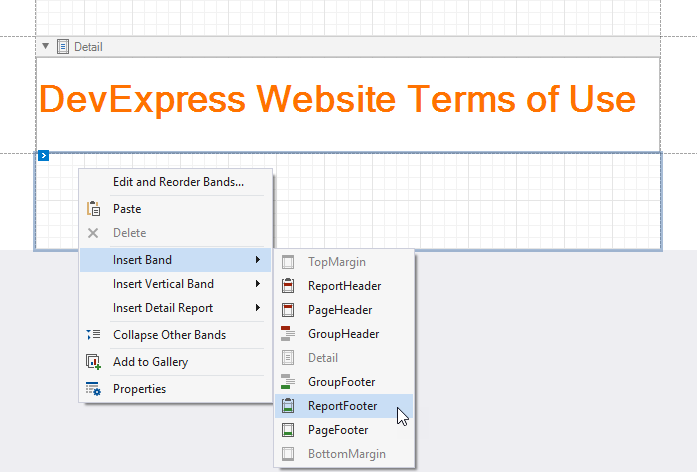 Detail
DevExpress Website Terms of Use
Edit and Reorder Bands...
Paste
Delete
Insert Band
Insert Vertical Band
Insert Detail Report
Collapse Other Bands
Add to Gallery
Properties
TopMargin
ReportHeader
PageHeader
GroupHeader
Detail
GroupFooter
ReportFooter
PageFooter
BottomMargin